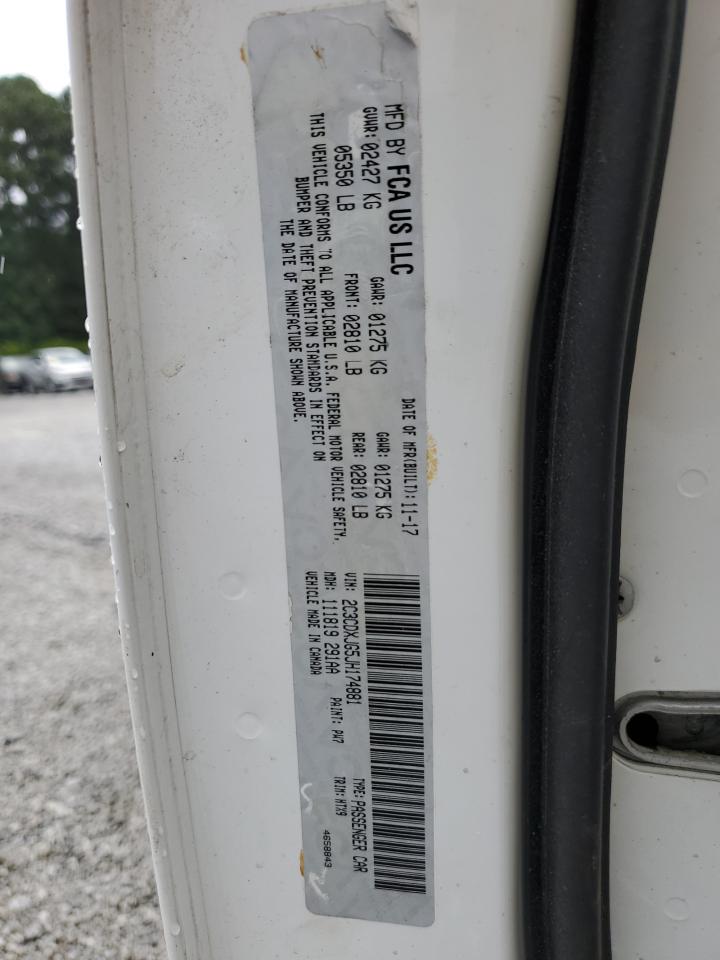 MFD BY FCA US LLC
DATE OF MFR(BUILT): 11-17
GVWR: 02427 KG
GAWR: 01275 KG
GAWR: 01275 KG
05350 LB
FRONT: 02810 LB
REAR: 02810 LB
THIS VEHICLE CONFORMS TO ALL APPLICABLE U.S.A. FEDERAL MOTOR VEHICLE SAFETY,
BUMPER AND THEFT PREVENTION STANDARDS IN EFFECT ON
THE DATE OF MANUFACTURE SHOWN ABOVE.
VIN: 2C3CDXJG5JH174881
TYPE: PASSENGER CAR
MDH: 111819 291AA
PAINT: PW7
TRIM: HTX9
VEHICLE MADE IN CANADA
4658843